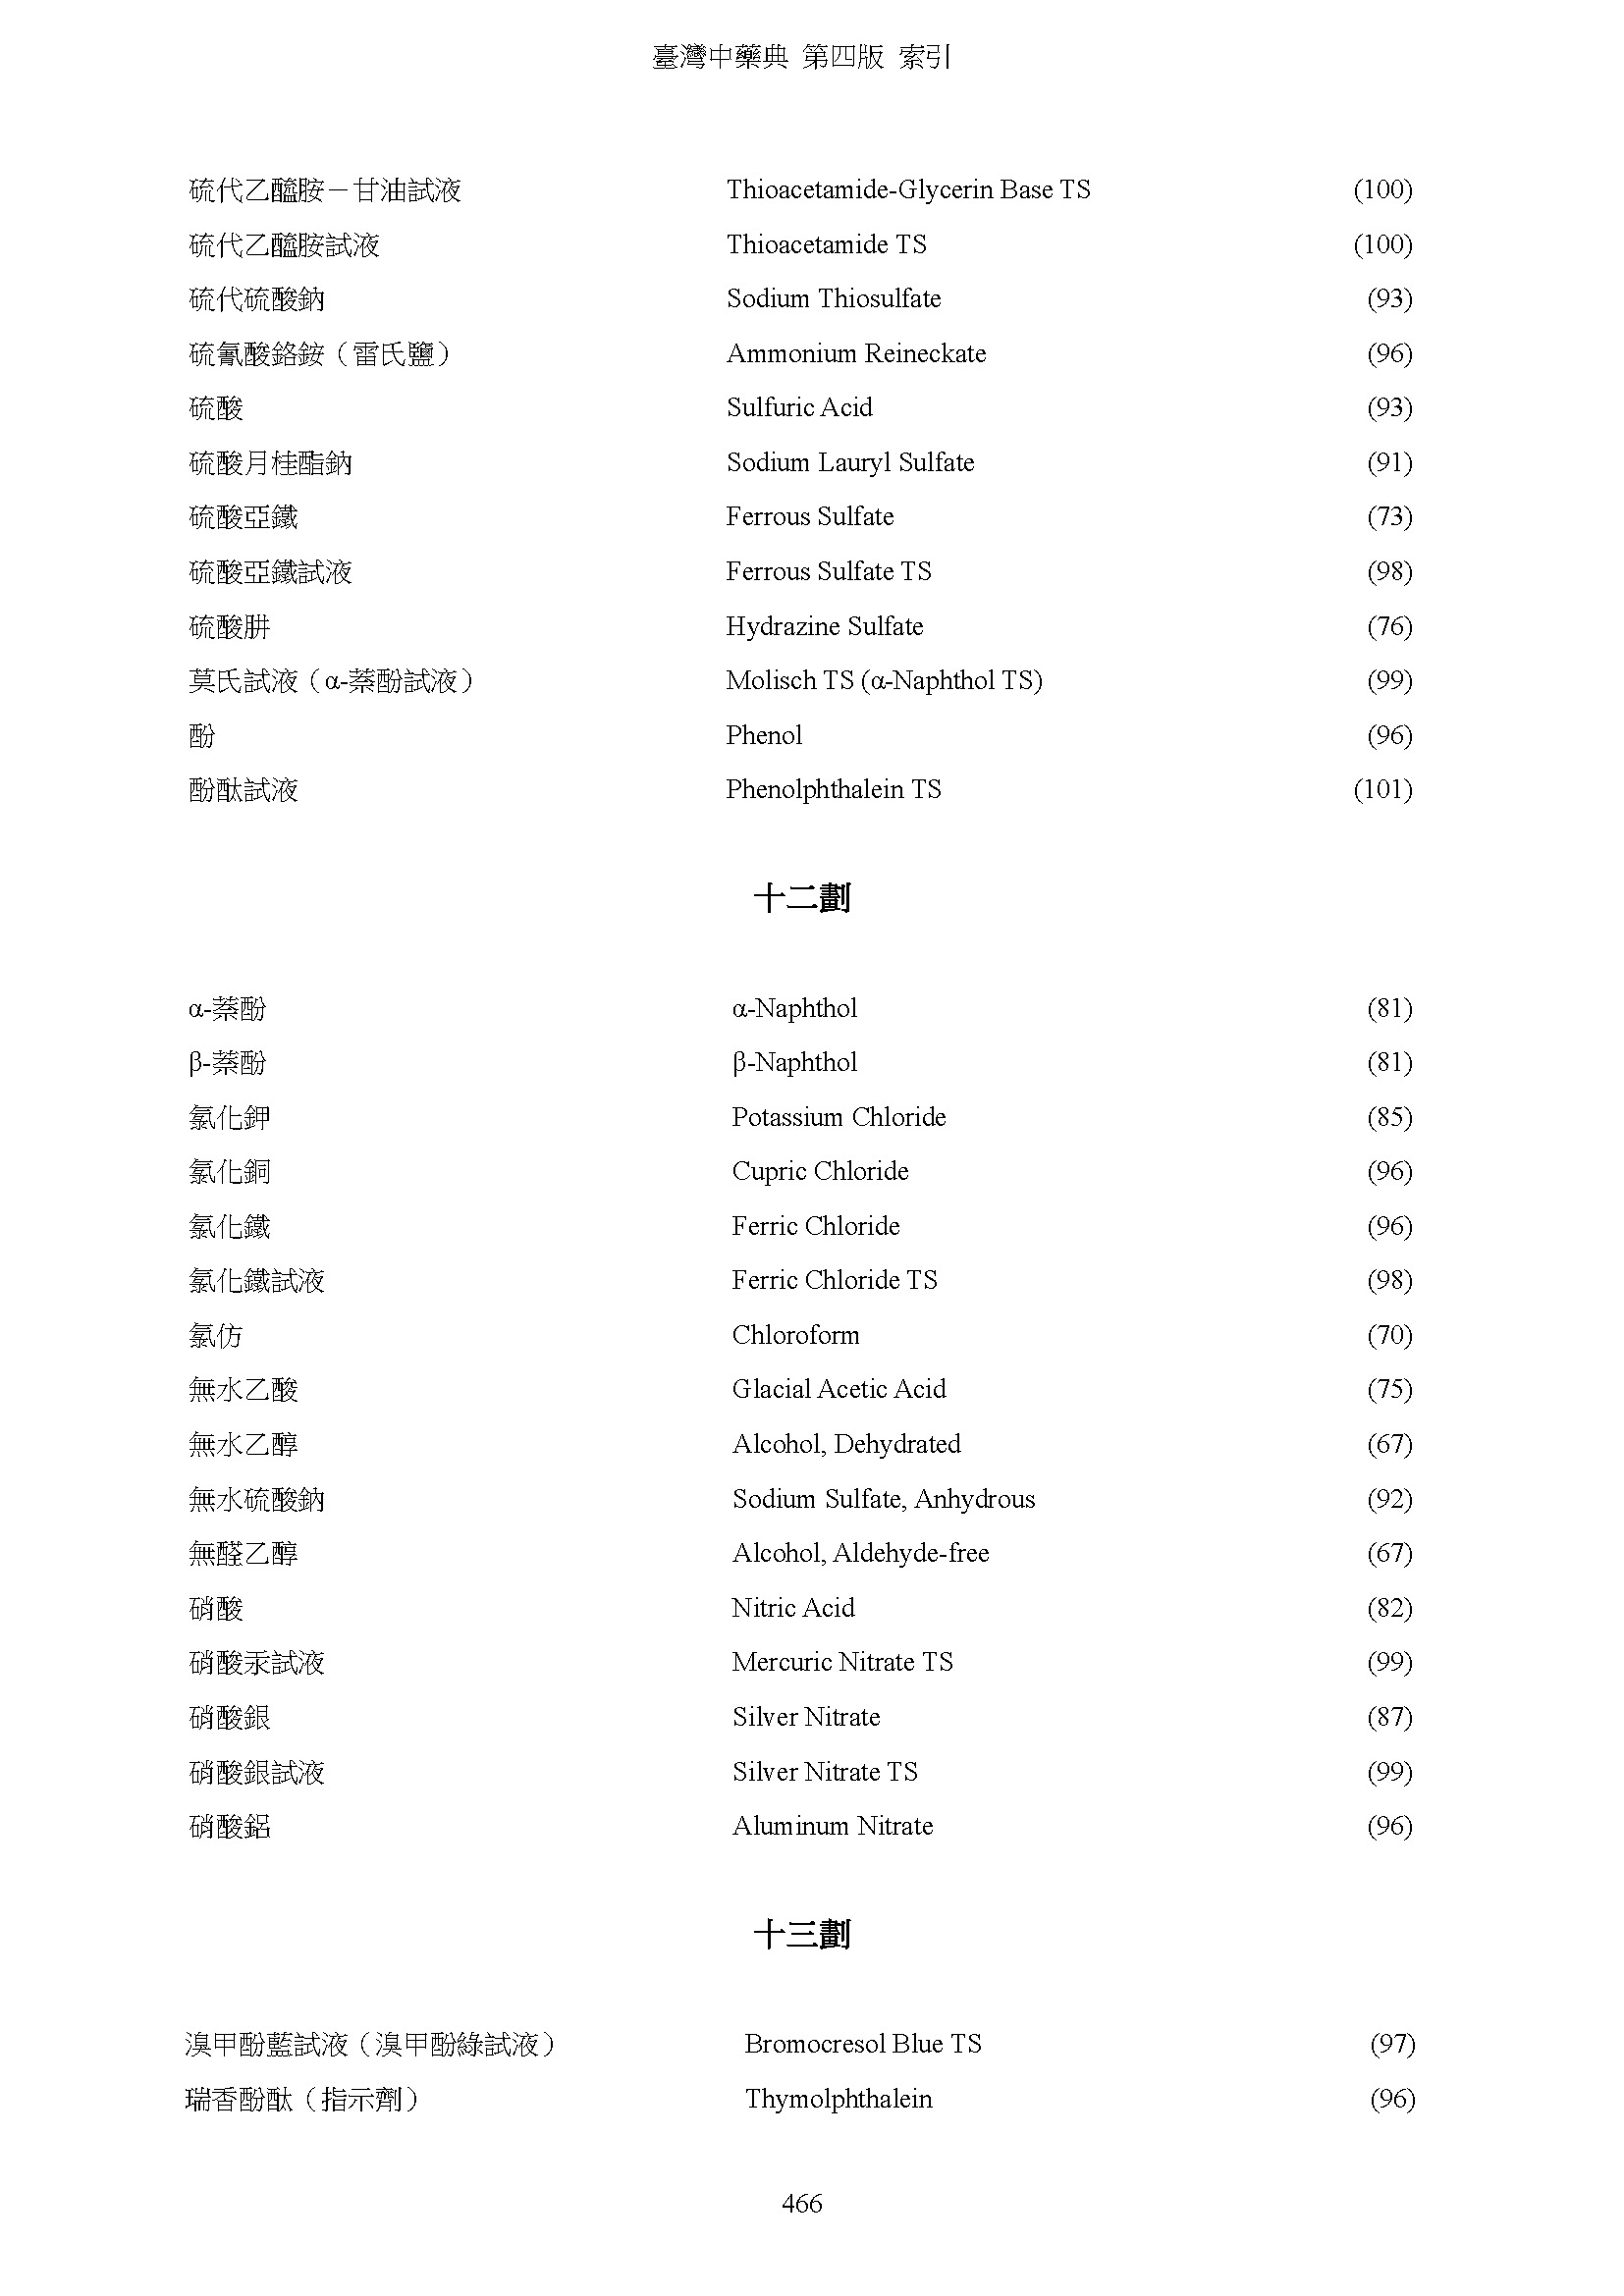 臺灣中藥典 第四版 索引
硫代乙醯胺－甘油試液 Thioacetamide-Glycerin Base TS (100)
硫代乙醯胺試液 Thioacetamide TS (100)
硫代硫酸鈉 Sodium Thiosulfate (93)
硫氰酸鉻銨（雷氏鹽） Ammonium Reineckate (96)
硫酸 Sulfuric Acid (93)
硫酸月桂酯鈉 Sodium Lauryl Sulfate (91)
硫酸亞鐵 Ferrous Sulfate (73)
硫酸亞鐵試液 Ferrous Sulfate TS (98)
硫酸肼 Hydrazine Sulfate (76)
莫氏試液（α-萘酚試液） Molisch TS (α-Naphthol TS) (99)
酚 Phenol (96)
酚酞試液 Phenolphthalein TS (101)
十二劃
α-萘酚 α-Naphthol (81)
β-萘酚 β-Naphthol (81)
氯化鉀 Potassium Chloride (85)
氯化銅 Cupric Chloride (96)
氯化鐵 Ferric Chloride (96)
氯化鐵試液 Ferric Chloride TS (98)
氯仿 Chloroform (70)
無水乙酸 Glacial Acetic Acid (75)
無水乙醇 Alcohol, Dehydrated (67)
無水硫酸鈉 Sodium Sulfate, Anhydrous (92)
無醛乙醇 Alcohol, Aldehyde-free (67)
硝酸 Nitric Acid (82)
硝酸汞試液 Mercuric Nitrate TS (99)
硝酸銀 Silver Nitrate (87)
硝酸銀試液 Silver Nitrate TS (99)
硝酸鋁 Aluminum Nitrate (96)
十三劃
溴甲酚藍試液（溴甲酚綠試液） Bromocresol Blue TS (97)
瑞香酚酞（指示劑） Thymolphthalein (96)
466